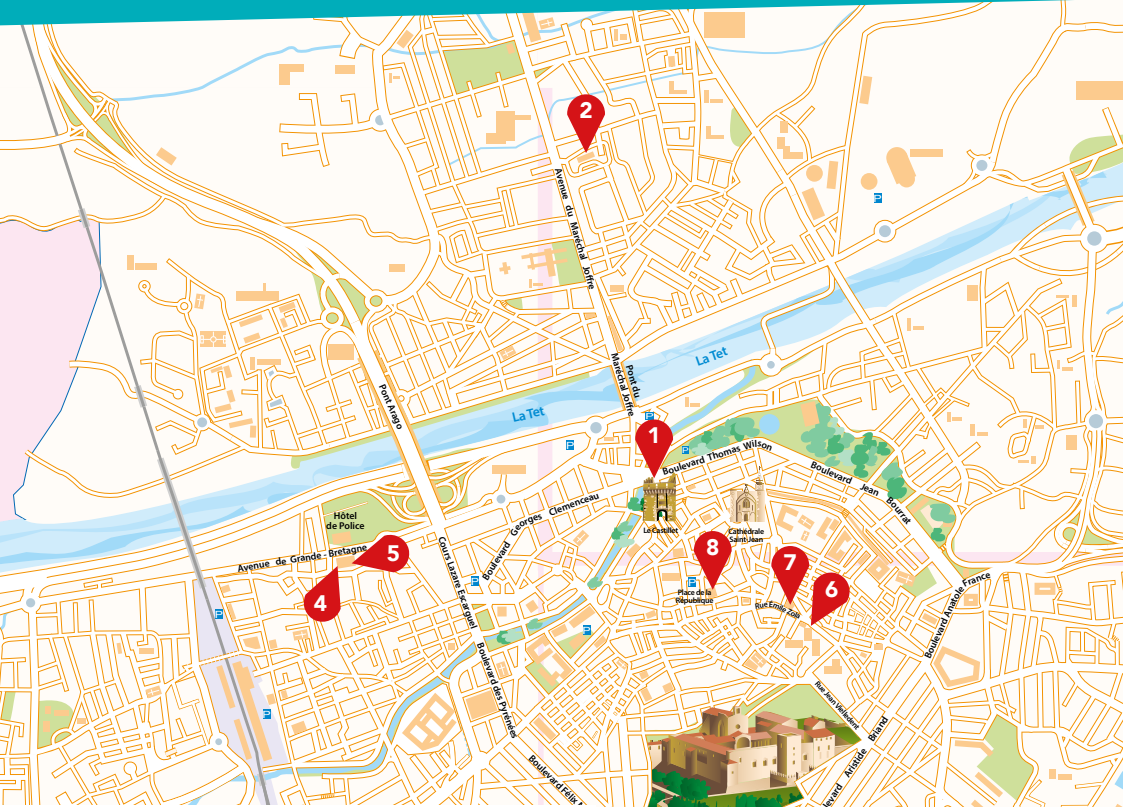 2
Avenue du Maréchal Joffre
La Tet
Pont du
Maréchal Joffre
Pont Arago
La Tet
P
P
P
P
1
Boulevard Thomas Wilson
Boulevard Jean Bourrat
Boulevard Georges Clemenceau
Le Castillet
Cathédrale
Saint Jean
Hôtel
de Police
Avenue de Grande - Bretagne
5
4
Cours Lazare Escarguel
P
8
7
6
P
Place de la
République
Rue Émile Zola
Boulevard Anatole France
P
P
P
Boulevard des Pyrénées
Rue Jean Vielledent
Aristide Briand